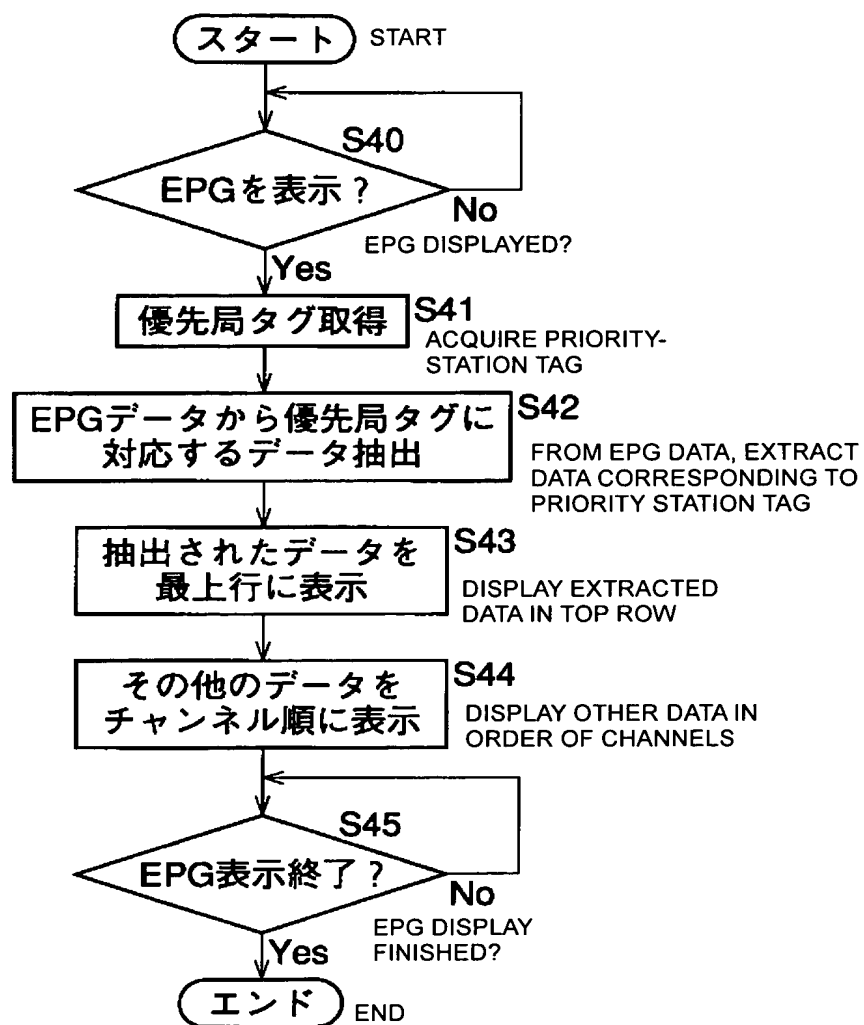 スタート
START
S40
EPGを表示？
No
EPG DISPLAYED?
Yes
優先局タグ取得
S41
ACQUIRE PRIORITY-
STATION TAG
EPGデータから優先局タグに
対応するデータ抽出
S42
FROM EPG DATA, EXTRACT
DATA CORRESPONDING TO
PRIORITY STATION TAG
抽出されたデータを
最上行に表示
S43
DISPLAY EXTRACTED
DATA IN TOP ROW
その他のデータを
チャンネル順に表示
S44
DISPLAY OTHER DATA IN
ORDER OF CHANNELS
S45
EPG表示終了？
No
EPG DISPLAY
FINISHED?
Yes
エンド
END